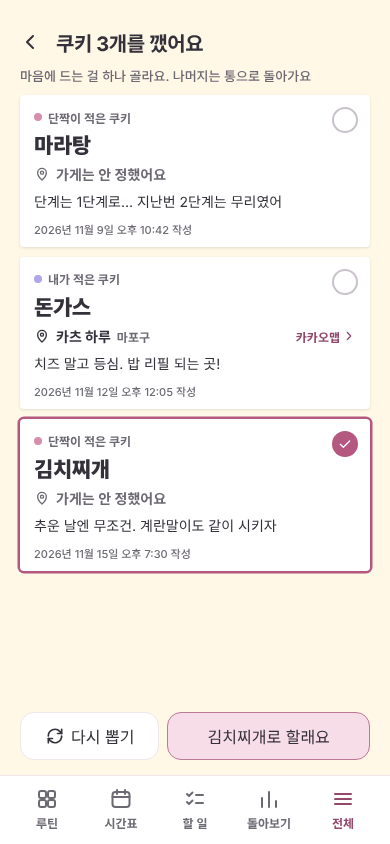 쿠키 3개를 깼어요
마음에 드는 걸 하나 골라요. 나머지는 통으로 돌아가요
단짝이 적은 쿠키
마라탕
가게는 안 정했어요
단계는 1단계로... 지난번 2단계는 무리였어
2026년 11월 9일 오후 10:42 작성
내가 적은 쿠키
돈가스
카츠 하루 마포구 카카오맵
치즈 말고 등심. 밥 리필 되는 곳!
2026년 11월 12일 오후 12:05 작성
단짝이 적은 쿠키
김치찌개
가게는 안 정했어요
추운 날엔 무조건. 계란말이도 같이 시키자
2026년 11월 15일 오후 7:30 작성
다시 뽑기 김치찌개로 할래요
루틴 시간표 할 일 돌아보기 전체